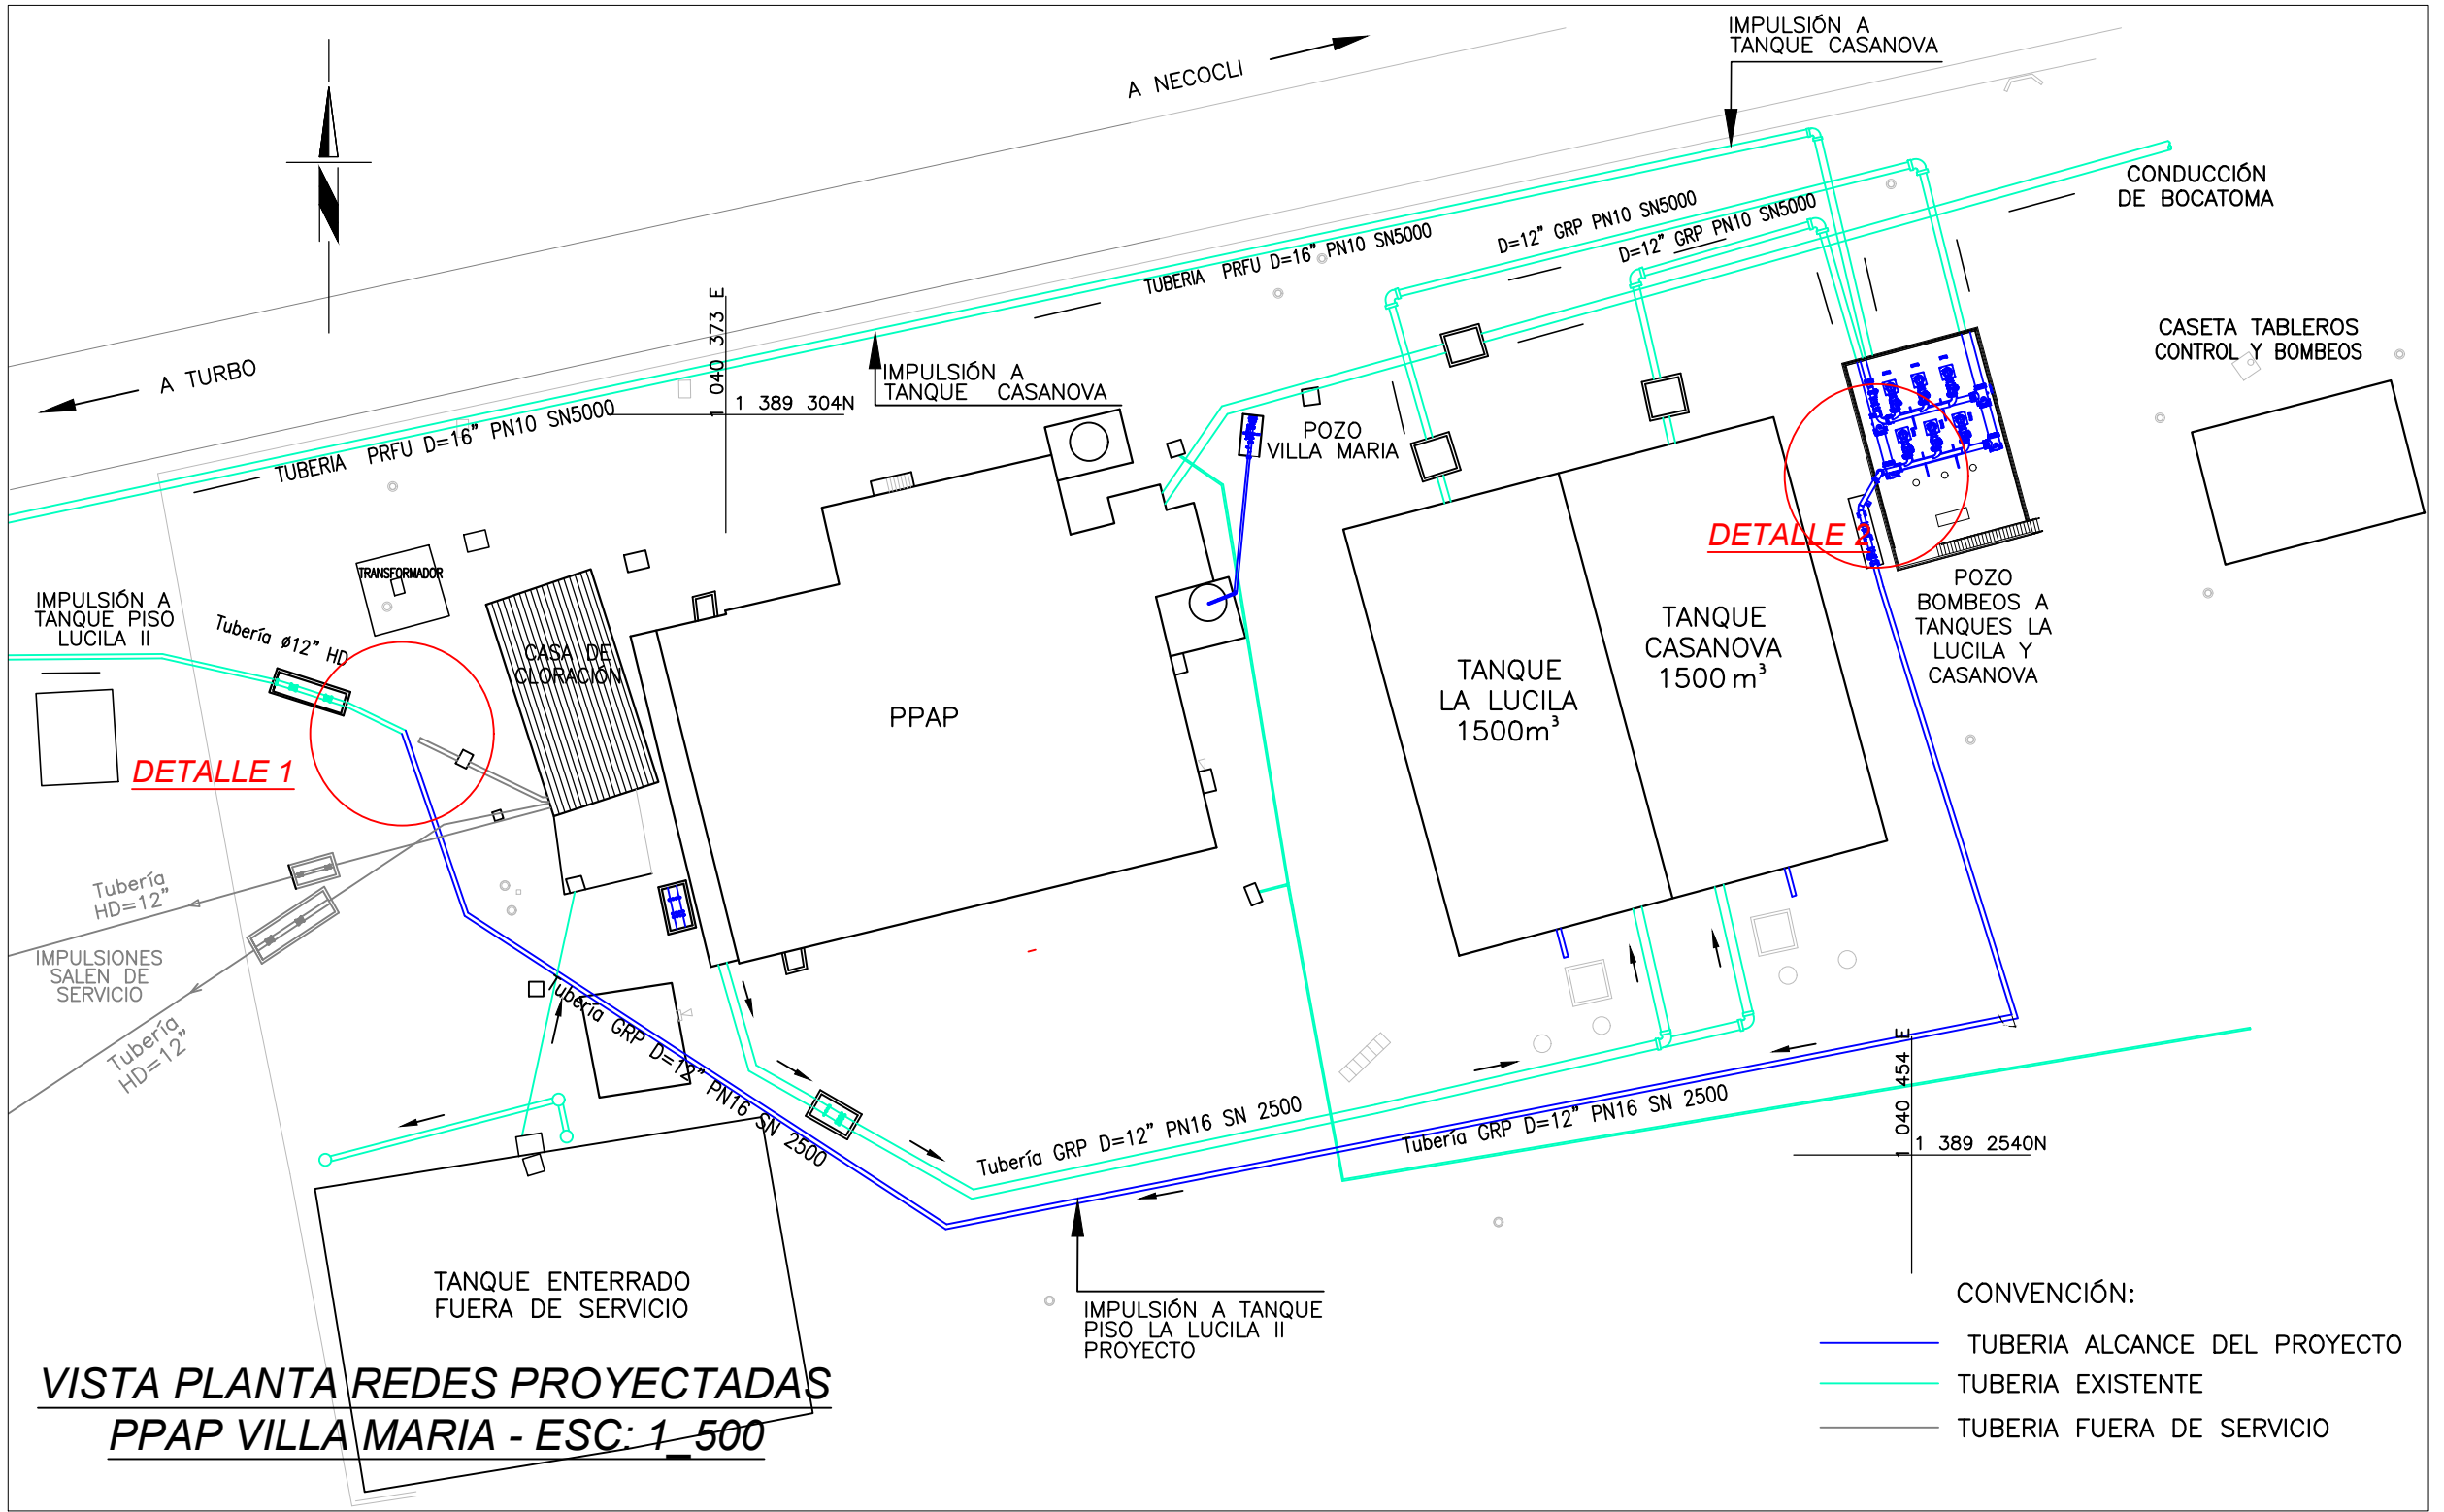 IMPULSIÓN A
TANQUE CASANOVA
A NECOCLI
CONDUCCIÓN
DE BOCATOMA
D=12" GRP PN10 SN5000
D=12" GRP PN10 SN5000
TUBERIA PRFU D=16" PN10 SN5000
1 040 373 E
1 389 304N
CASETA TABLEROS
CONTROL Y BOMBEOS
A TURBO
IMPULSIÓN A
TANQUE CASANOVA
TUBERIA PRFU D=16" PN10 SN5000
POZO
VILLA MARIA
DETALLE 2
TRANSFORMADOR
IMPULSIÓN A
TANQUE PISO
LUCILA II
Tubería ø12" HD
CASA DE
CLORACIÓN
POZO
BOMBEOS A
TANQUES LA
LUCILA Y
CASANOVA
TANQUE
CASANOVA
1500 m³
TANQUE
LA LUCILA
1500m³
PPAP
DETALLE 1
Tubería
HD=12"
IMPULSIONES
SALEN DE
SERVICIO
Tubería
HD=12"
Tubería GRP D=12" PN16 SN 2500
Tubería GRP D=12" PN16 SN 2500
Tubería GRP D=12" PN16 SN 2500
1 040 454 E
1 389 2540N
TANQUE ENTERRADO
FUERA DE SERVICIO
IMPULSIÓN A TANQUE
PISO LA LUCILA II
PROYECTO
CONVENCIÓN:
TUBERIA ALCANCE DEL PROYECTO
TUBERIA EXISTENTE
TUBERIA FUERA DE SERVICIO
VISTA PLANTA REDES PROYECTADAS
PPAP VILLA MARIA - ESC: 1_500